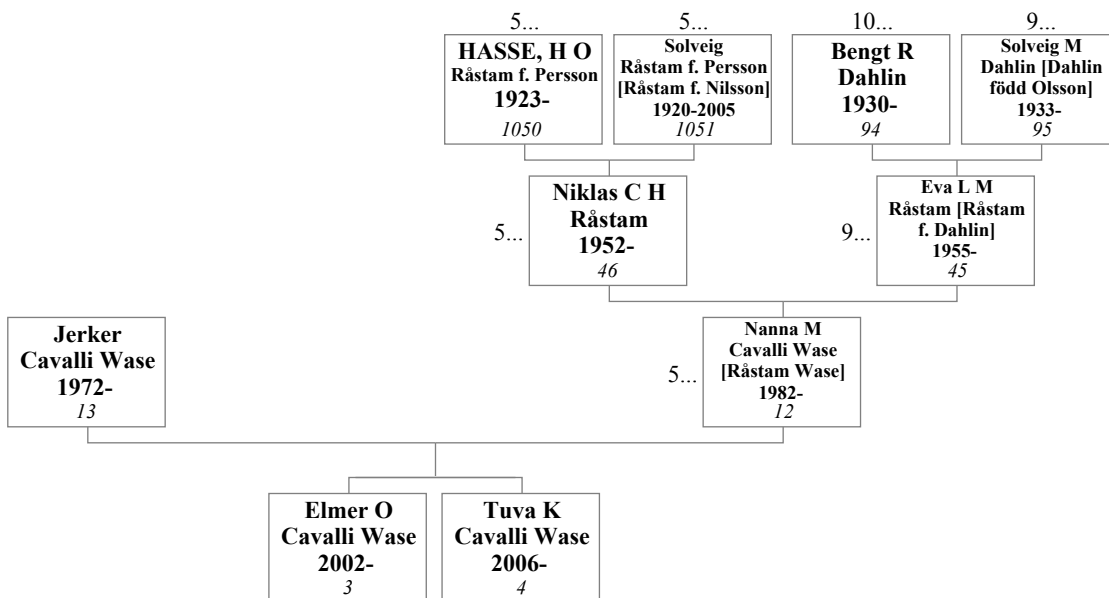 5...
5...
10...
9...
HASSE, H O
Råstam f. Persson
1923-
1050
Solveig
Råstam f. Persson
[Råstam f. Nilsson]
1920-2005
1051
Bengt R
Dahlin
1930-
94
Solveig M
Dahlin [Dahlin
född Olsson]
1933-
95
5...
Niklas C H
Råstam
1952-
46
9...
Eva L M
Råstam [Råstam
f. Dahlin]
1955-
45
Jerker
Cavalli Wase
1972-
13
5...
Nanna M
Cavalli Wase
[Råstam Wase]
1982-
12
Elmer O
Cavalli Wase
2002-
3
Tuva K
Cavalli Wase
2006-
4